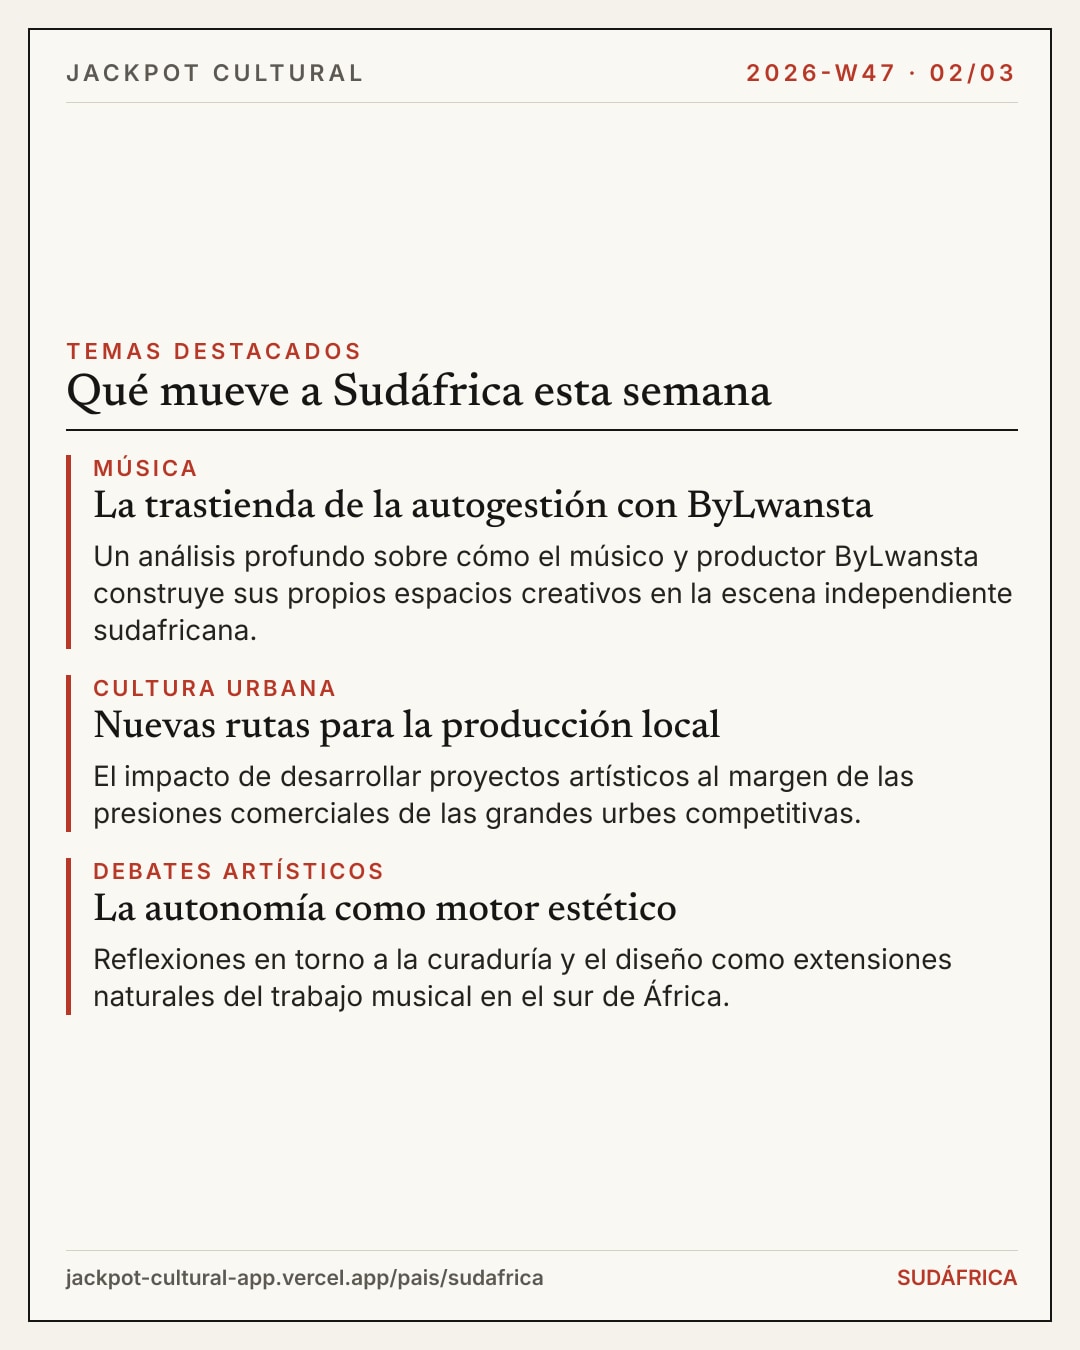 JACKPOT CULTURAL
2026-W47 · 02/03
TEMAS DESTACADOS
Qué mueve a Sudáfrica esta semana
MÚSICA
La trastienda de la autogestión con ByLwansta
Un análisis profundo sobre cómo el músico y productor ByLwansta
construye sus propios espacios creativos en la escena independiente
sudafricana.
CULTURA URBANA
Nuevas rutas para la producción local
El impacto de desarrollar proyectos artísticos al margen de las
presiones comerciales de las grandes urbes competitivas.
DEBATES ARTÍSTICOS
La autonomía como motor estético
Reflexiones en torno a la curaduría y el diseño como extensiones
naturales del trabajo musical en el sur de África.
jackpot-cultural-app.vercel.app/pais/sudafrica
SUDÁFRICA